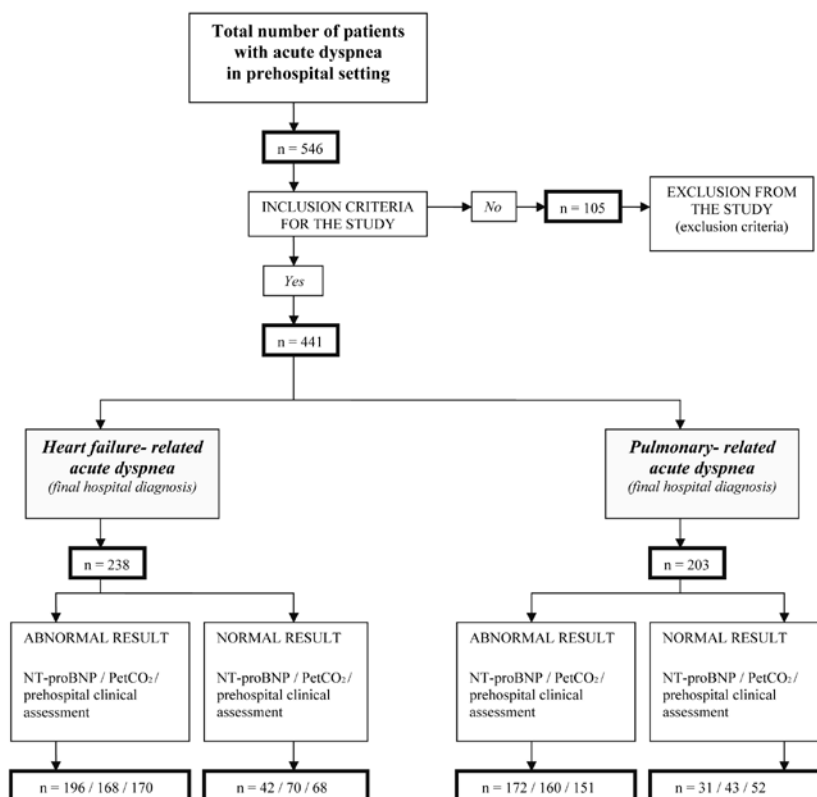 Total number of patients
with acute dyspnea
in prehospital setting
n = 546
INCLUSION CRITERIA
FOR THE STUDY
No
n = 105
EXCLUSION FROM
THE STUDY
(exclusion criteria)
Yes
n = 441
Heart failure- related
acute dyspnea
(final hospital diagnosis)
Pulmonary- related
acute dyspnea
(final hospital diagnosis)
n = 238
n = 203
ABNORMAL RESULT
NT-proBNP / PetCO₂ /
prehospital clinical
assessment
NORMAL RESULT
NT-proBNP / PetCO₂ /
prehospital clinical
assessment
ABNORMAL RESULT
NT-proBNP / PetCO₂ /
prehospital clinical
assessment
NORMAL RESULT
NT-proBNP / PetCO₂ /
prehospital clinical
assessment
n = 196 / 168 / 170
n = 42 / 70 / 68
n = 172 / 160 / 151
n = 31 / 43 / 52